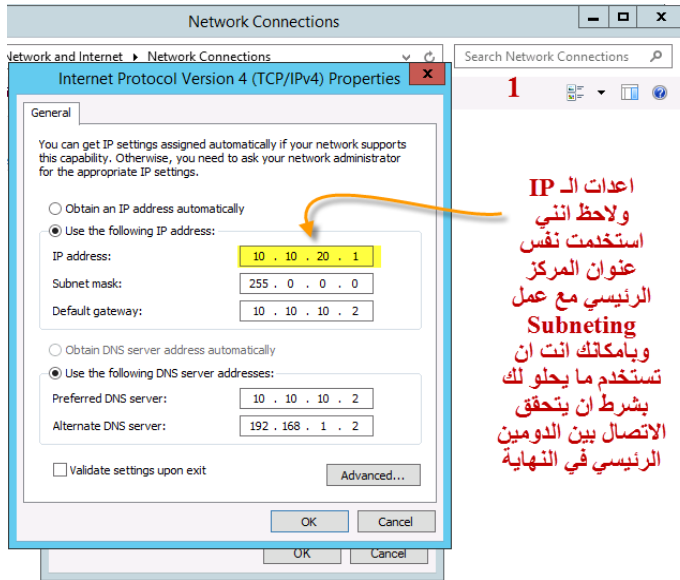 Network Connections
Network and Internet ▸ Network Connections
Search Network Connections
Internet Protocol Version 4 (TCP/IPv4) Properties
1
General
You can get IP settings assigned automatically if your network supports
this capability. Otherwise, you need to ask your network administrator
for the appropriate IP settings.
Obtain an IP address automatically
Use the following IP address:
IP address: 10 . 10 . 20 . 1
Subnet mask: 255 . 0 . 0 . 0
Default gateway: 10 . 10 . 10 . 2
Obtain DNS server address automatically
Use the following DNS server addresses:
Preferred DNS server: 10 . 10 . 10 . 2
Alternate DNS server: 192 . 168 . 1 . 2
Validate settings upon exit
Advanced...
OK Cancel
OK Cancel
اعدات الـ IP
ولاحظ انني
استخدمت نفس
عنوان المركز
الرئيسي مع عمل
Subneting
وبامكانك انت ان
تستخدم ما يحلو لك
بشرط ان يتحقق
الاتصال بين الدومين
الرئيسي في النهاية